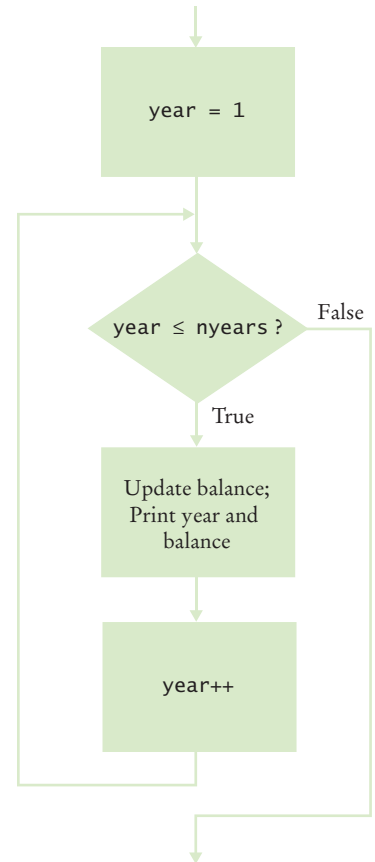 year = 1
year ≤ nyears ?
False
True
Update balance;
Print year and
balance
year++